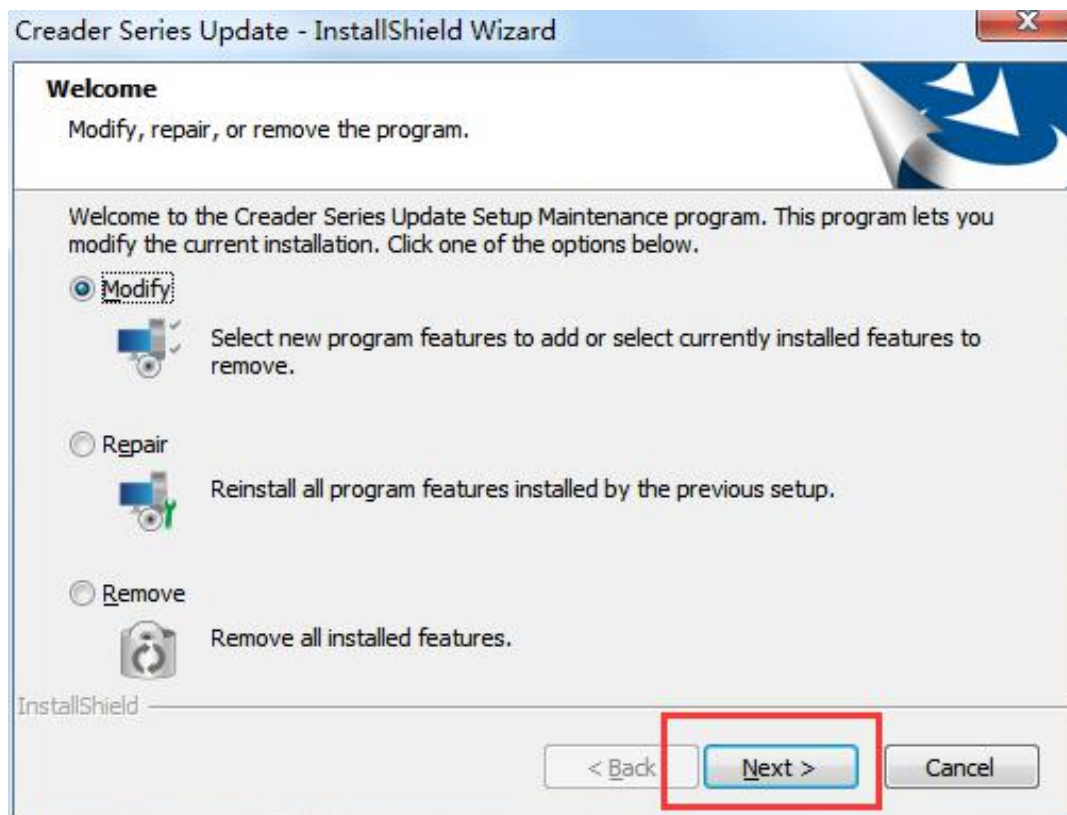 Creader Series Update - InstallShield Wizard
Welcome
Modify, repair, or remove the program.
Welcome to the Creader Series Update Setup Maintenance program. This program lets you
modify the current installation. Click one of the options below.
Modify
Select new program features to add or select currently installed features to
remove.
Repair
Reinstall all program features installed by the previous setup.
Remove
Remove all installed features.
InstallShield
< Back
Next >
Cancel